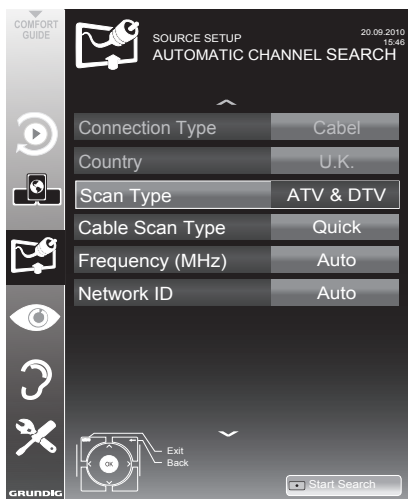 COMFORT
GUIDE
SOURCE SETUP
AUTOMATIC CHANNEL SEARCH
20.09.2010
15:46
Connection Type Cabel
Country U.K.
Scan Type ATV & DTV
Cable Scan Type Quick
Frequency (MHz) Auto
Network ID Auto
OK
Exit
Back
Start Search
GRUNDIG